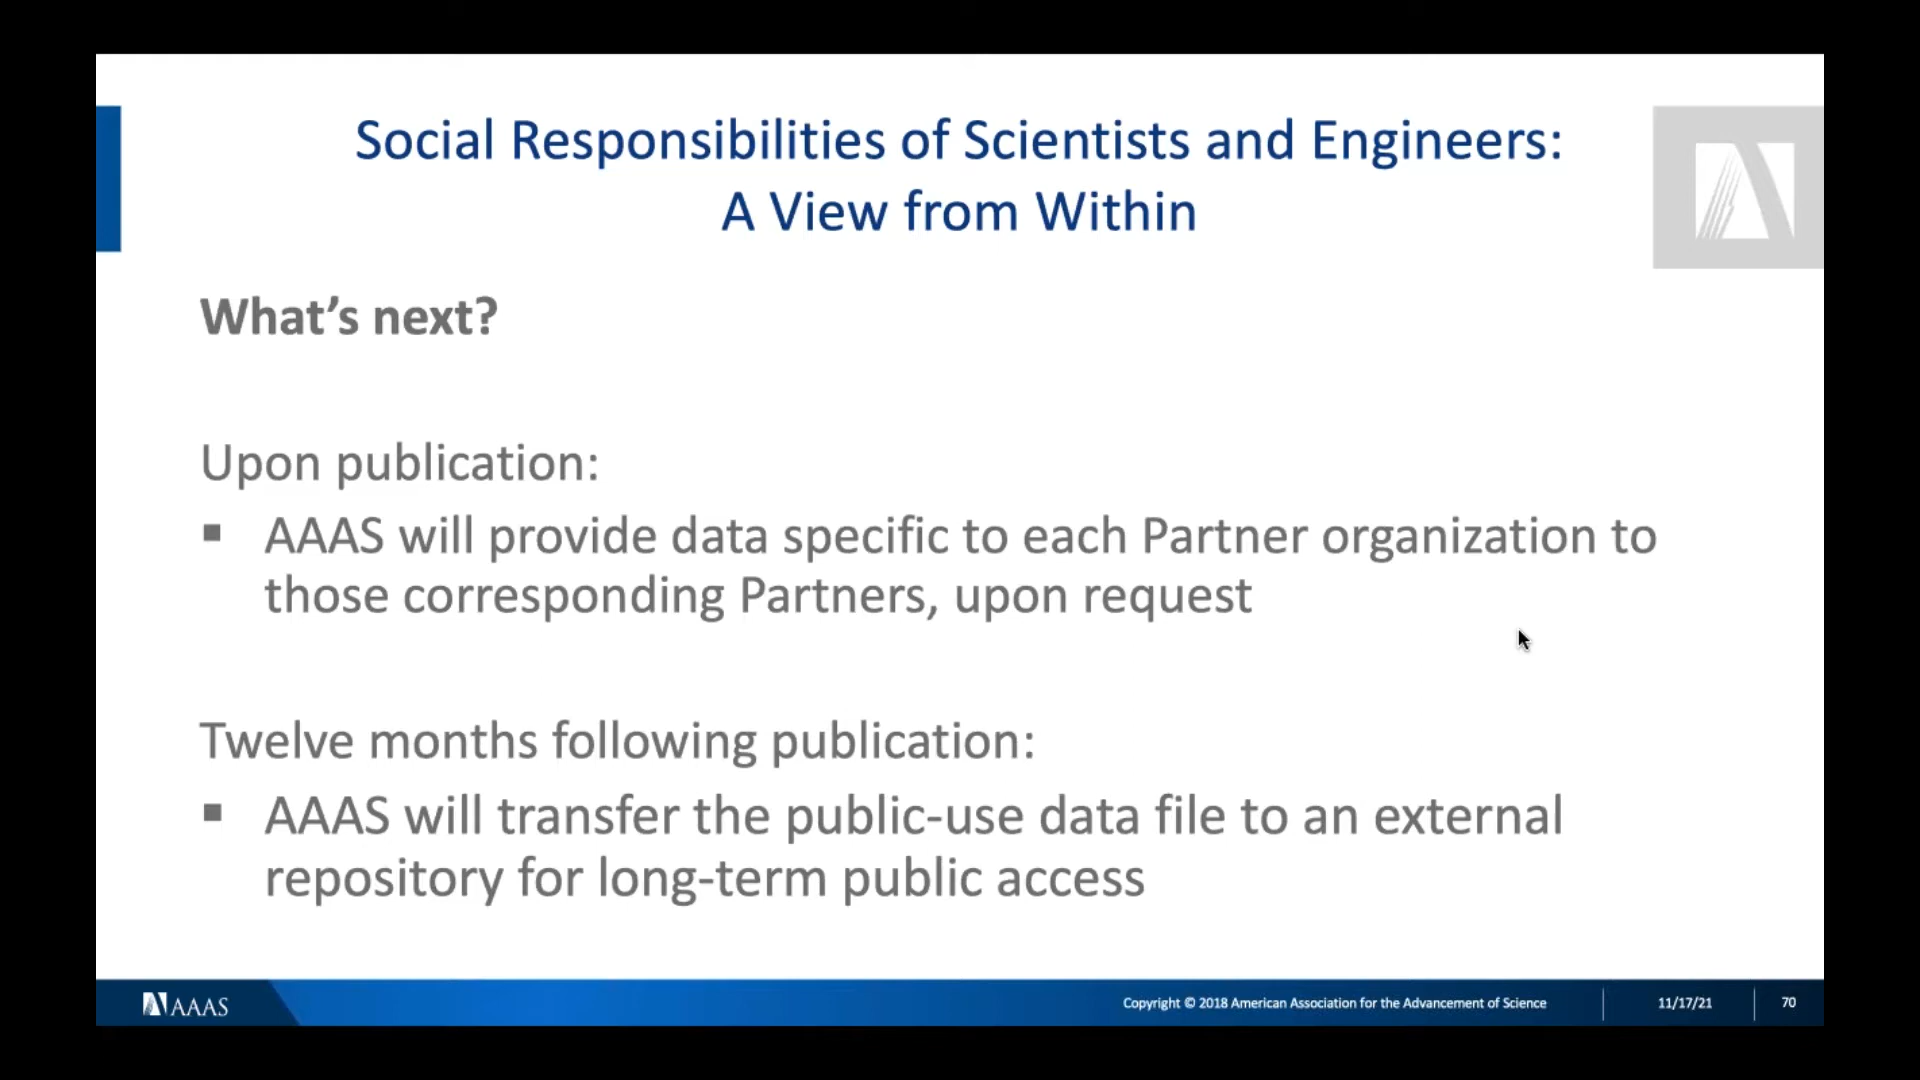 Social Responsibilities of Scientists and Engineers:
A View from Within
What’s next?
Upon publication:
▪ AAAS will provide data specific to each Partner organization to
those corresponding Partners, upon request
Twelve months following publication:
▪ AAAS will transfer the public-use data file to an external
repository for long-term public access
AAAS
Copyright © 2018 American Association for the Advancement of Science
11/17/21
70